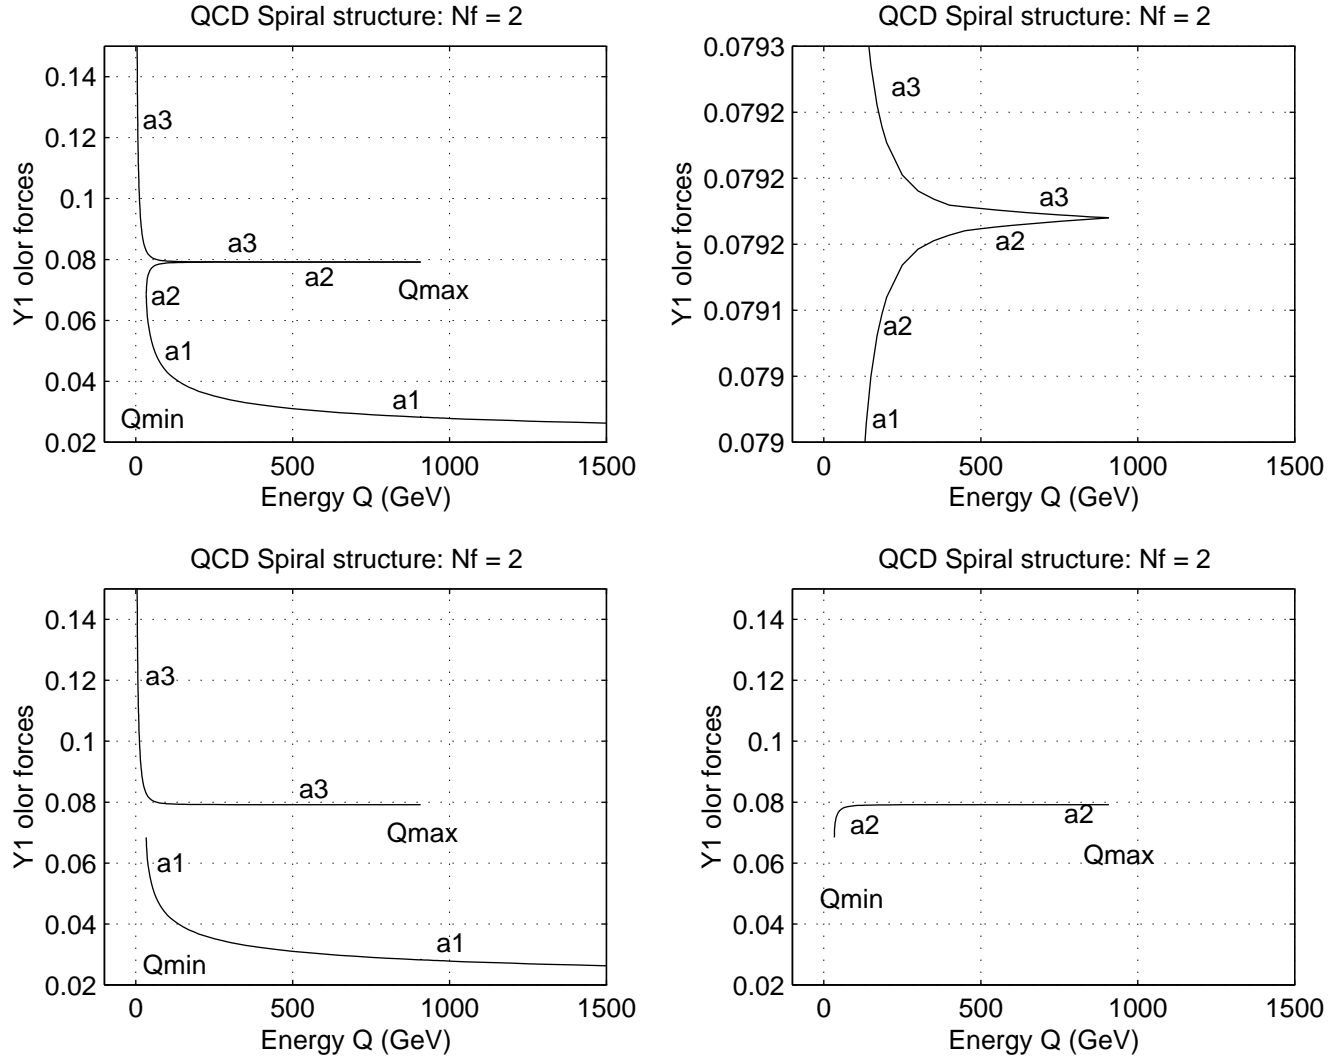 QCD Spiral structure: Nf = 2
0.14
0.12
0.1
0.08
0.06
0.04
0.02
Y1 olor forces
a3
a3
a2
a2
Qmax
a1
a1
Qmin
0
500
1000
1500
Energy Q (GeV)
QCD Spiral structure: Nf = 2
0.0793
0.0792
0.0792
0.0792
0.0791
0.079
0.079
Y1 olor forces
a3
a3
a2
a2
a1
0
500
1000
1500
Energy Q (GeV)
QCD Spiral structure: Nf = 2
0.14
0.12
0.1
0.08
0.06
0.04
0.02
Y1 olor forces
a3
a3
Qmax
a1
a1
Qmin
0
500
1000
1500
Energy Q (GeV)
QCD Spiral structure: Nf = 2
0.14
0.12
0.1
0.08
0.06
0.04
0.02
Y1 olor forces
a2
a2
Qmax
Qmin
0
500
1000
1500
Energy Q (GeV)